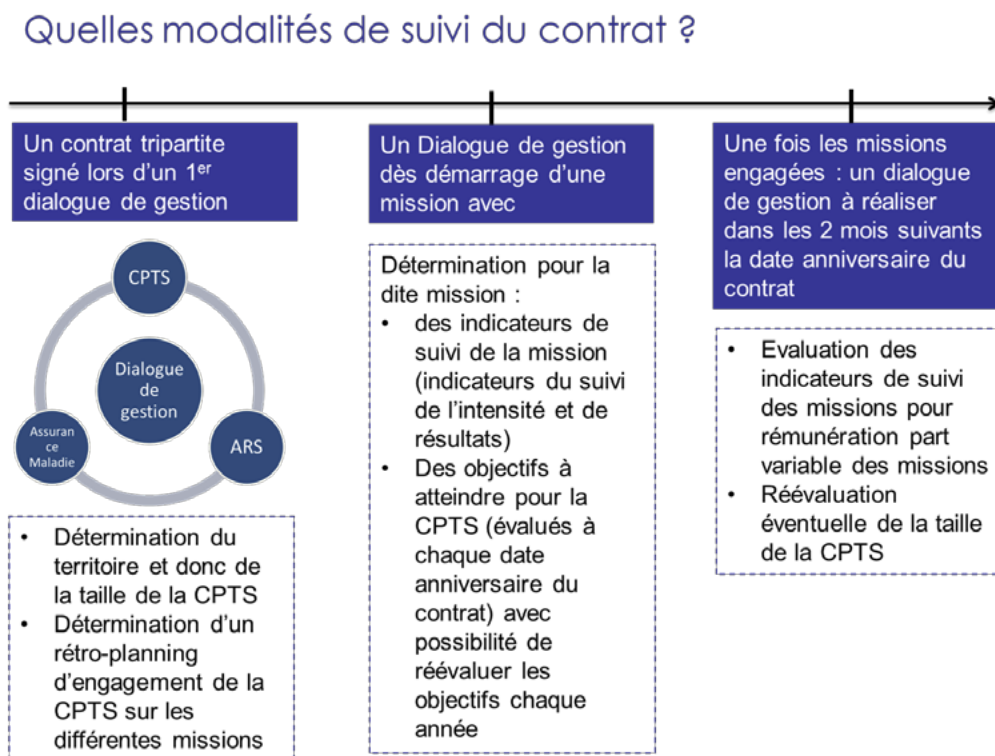 Quelles modalités de suivi du contrat ?
Un contrat tripartite
signé lors d'un 1er
dialogue de gestion
CPTS
Dialogue
de
gestion
Assuran
ce
Maladie
ARS
• Détermination du
territoire et donc de
la taille de la CPTS
• Détermination d'un
rétro-planning
d'engagement de la
CPTS sur les
différentes missions
Un Dialogue de gestion
dès démarrage d'une
mission avec
Détermination pour la
dite mission :
• des indicateurs de
suivi de la mission
(indicateurs du suivi
de l'intensité et de
résultats)
• Des objectifs à
atteindre pour la
CPTS (évalués à
chaque date
anniversaire du
contrat) avec
possibilité de
réévaluer les
objectifs chaque
année
Une fois les missions
engagées : un dialogue
de gestion à réaliser
dans les 2 mois suivants
la date anniversaire du
contrat
• Evaluation des
indicateurs de suivi
des missions pour
rémunération part
variable des missions
• Réévaluation
éventuelle de la taille
de la CPTS